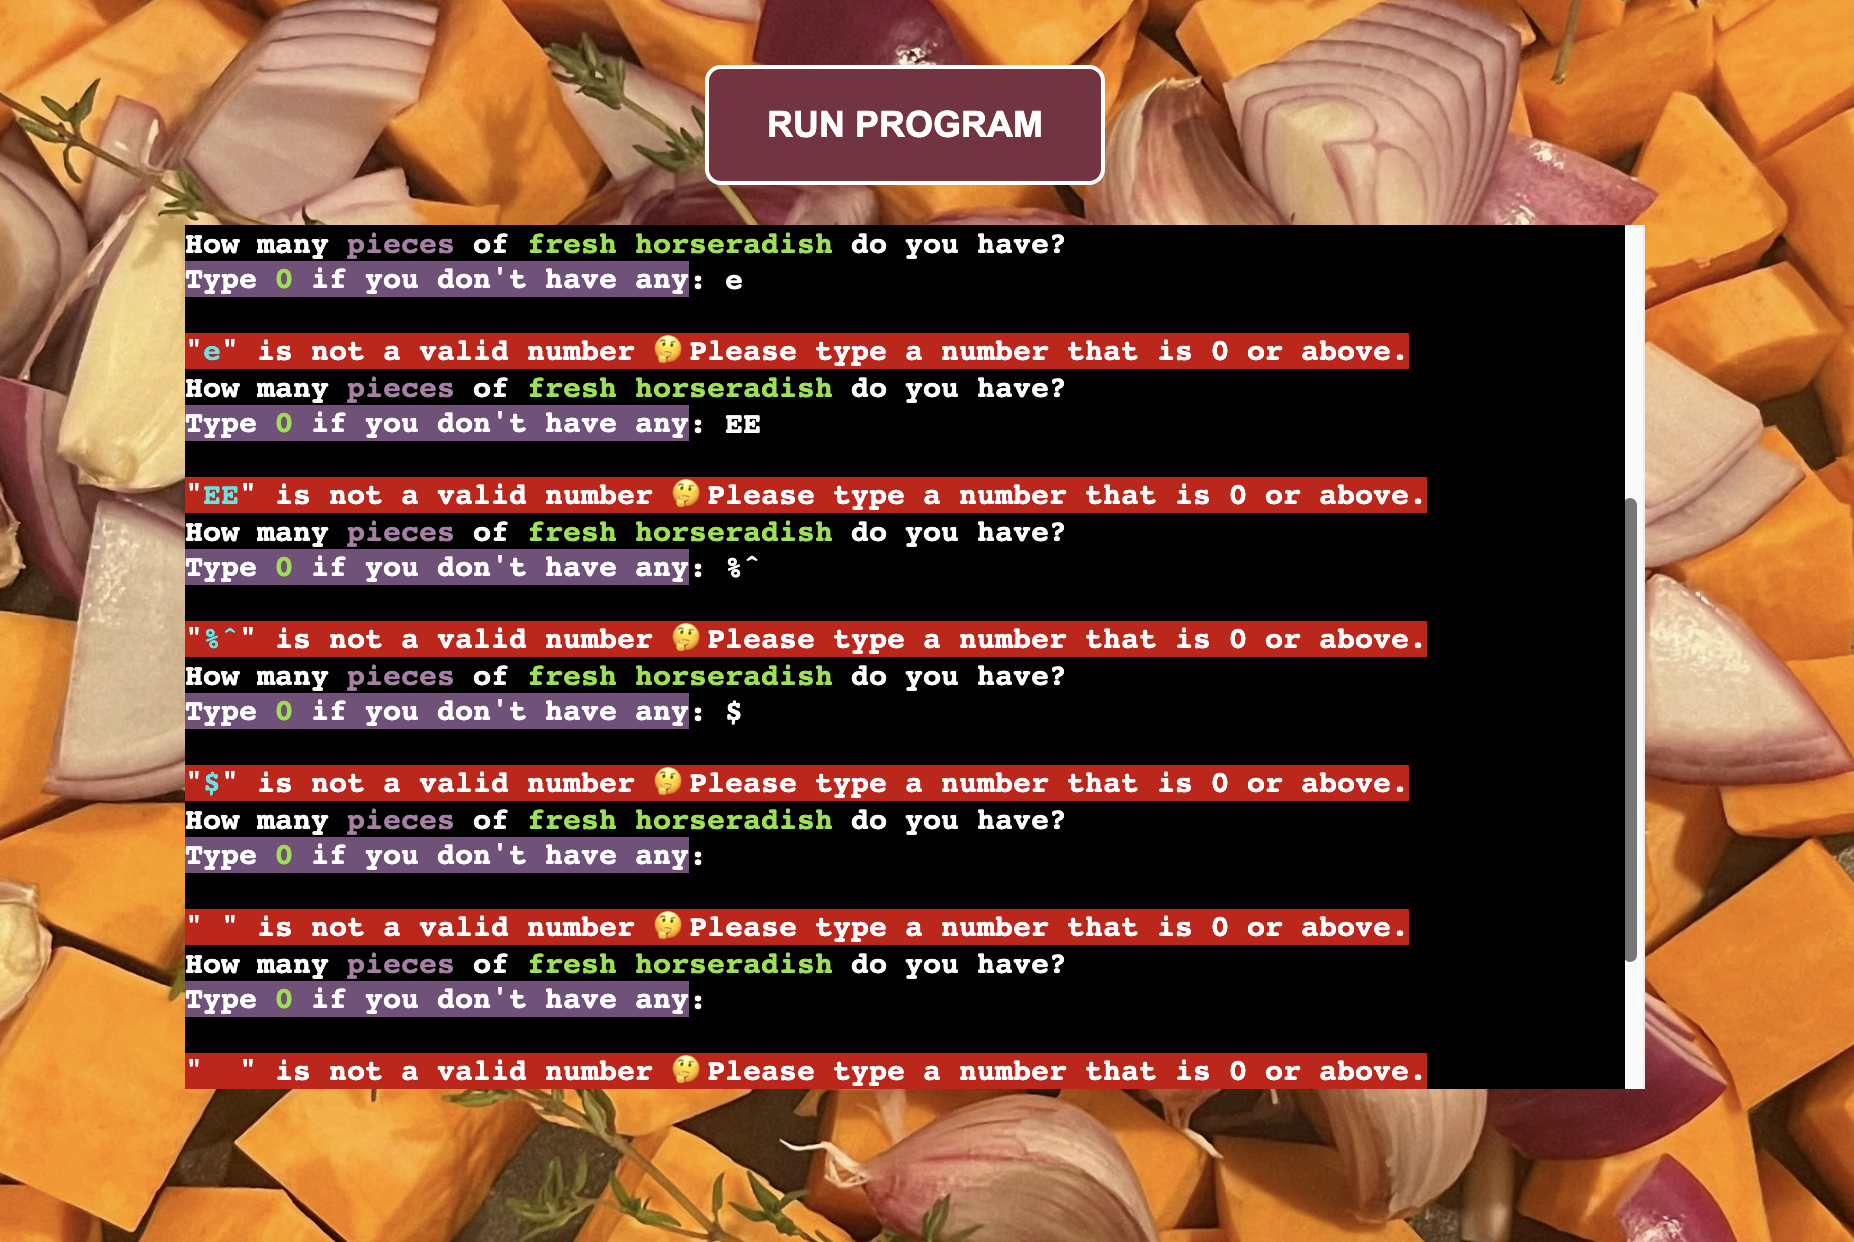 RUN PROGRAM
How many pieces of fresh horseradish do you have?
Type 0 if you don't have any: e
"e" is not a valid number 🤔Please type a number that is 0 or above.
How many pieces of fresh horseradish do you have?
Type 0 if you don't have any: EE
"EE" is not a valid number 🤔Please type a number that is 0 or above.
How many pieces of fresh horseradish do you have?
Type 0 if you don't have any: %^
"%^" is not a valid number 🤔Please type a number that is 0 or above.
How many pieces of fresh horseradish do you have?
Type 0 if you don't have any: $
"$" is not a valid number 🤔Please type a number that is 0 or above.
How many pieces of fresh horseradish do you have?
Type 0 if you don't have any:
" " is not a valid number 🤔Please type a number that is 0 or above.
How many pieces of fresh horseradish do you have?
Type 0 if you don't have any:
"  " is not a valid number 🤔Please type a number that is 0 or above.